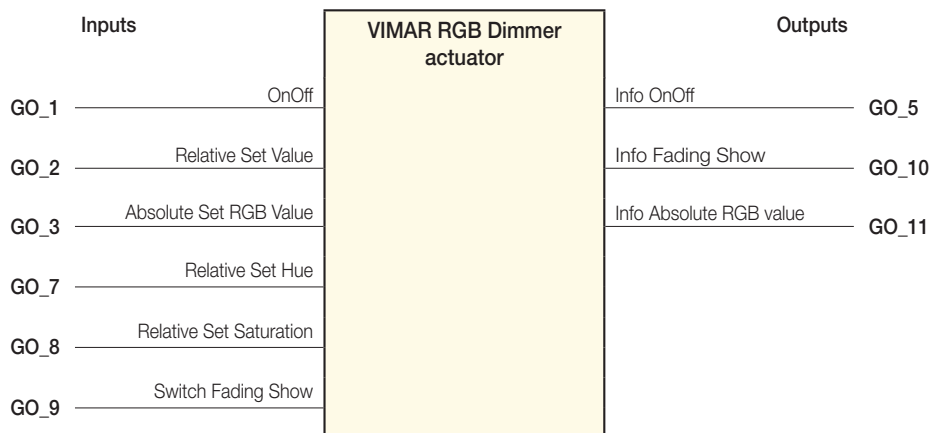 Inputs
VIMAR RGB Dimmer
actuator
Outputs
GO_1
OnOff
Info OnOff
GO_5
GO_2
Relative Set Value
Info Fading Show
GO_10
GO_3
Absolute Set RGB Value
Info Absolute RGB value
GO_11
GO_7
Relative Set Hue
GO_8
Relative Set Saturation
GO_9
Switch Fading Show